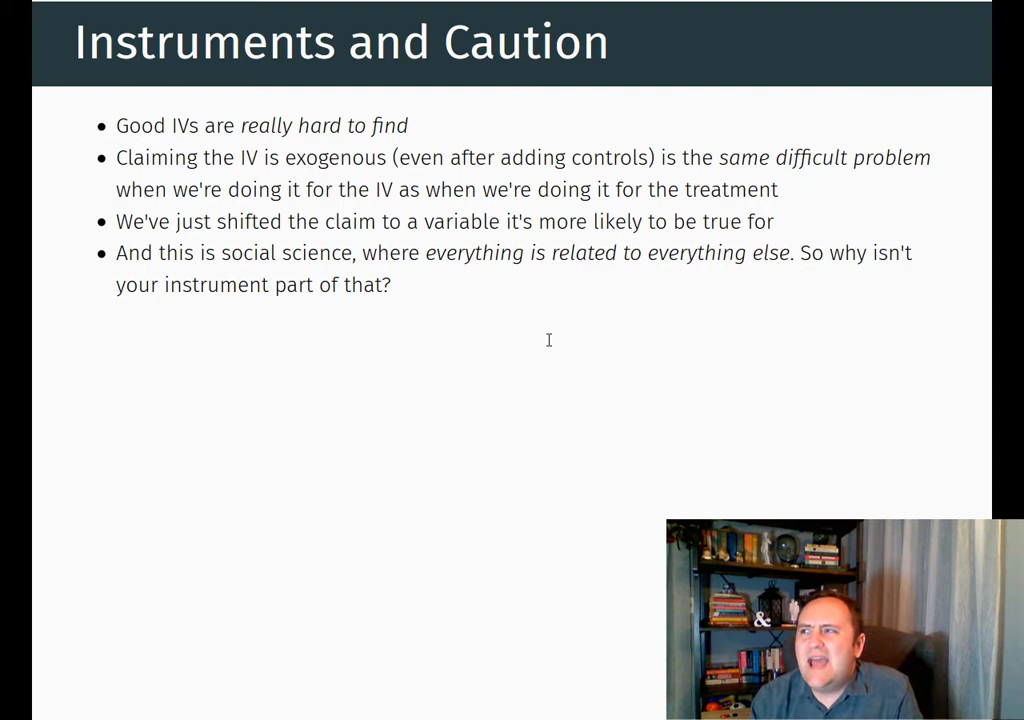 Instruments and Caution
Good IVs are really hard to find
Claiming the IV is exogenous (even after adding controls) is the same difficult problem
when we're doing it for the IV as when we're doing it for the treatment
We've just shifted the claim to a variable it's more likely to be true for
And this is social science, where everything is related to everything else. So why isn't
your instrument part of that?
&